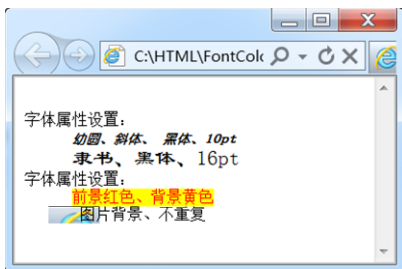 C:\HTML\FontColo
字体属性设置：
幼圆、斜体、 黑体、10pt
隶书、黑体、16pt
字体属性设置：
前景红色、背景黄色
图片背景、不重复